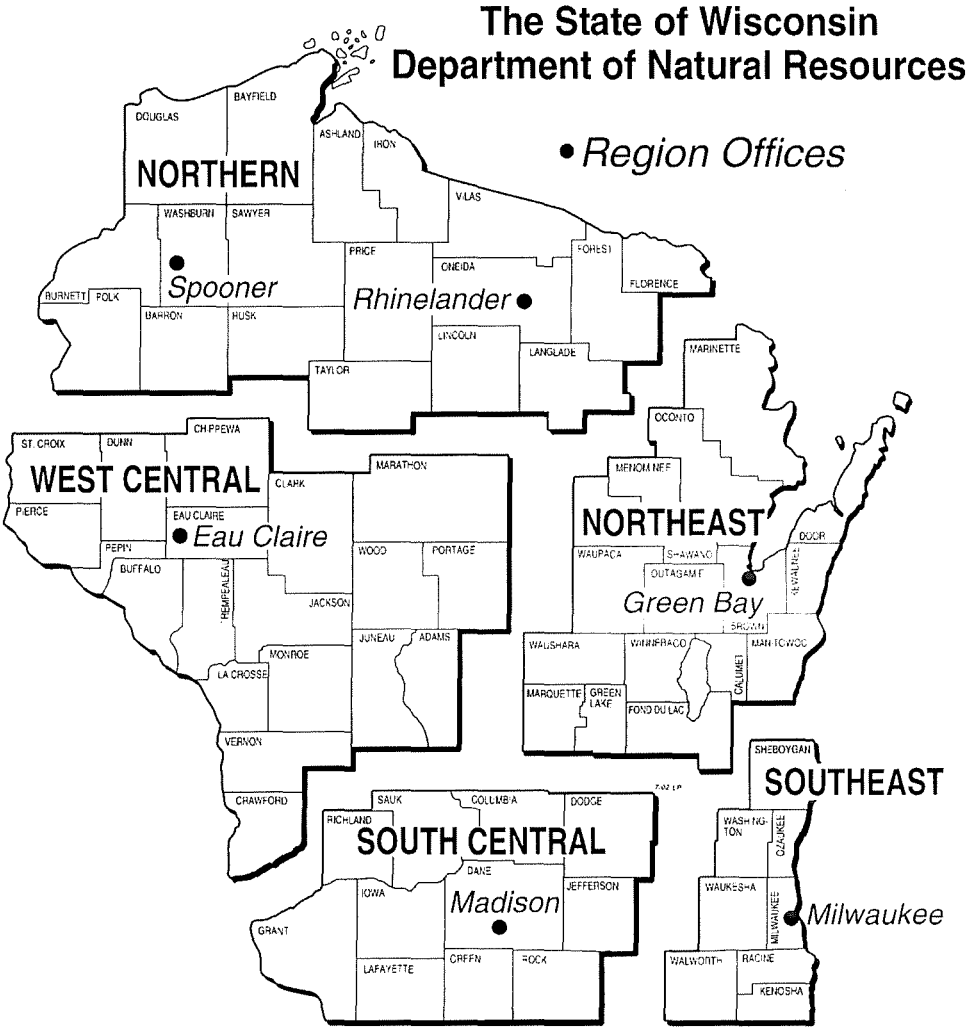 The State of Wisconsin
Department of Natural Resources
Region Offices
BAYFIELD
DOUGLAS
ASHLAND
IRON
NORTHERN
VILAS
WASHBURN
SAWYER
PRICE
FOREST
ONEIDA
FLORENCE
Spooner
Rhinelander
BURNETT
POLK
BARRON
RUSK
LINCOLN
LANGLADE
TAYLOR
MARINETTE
OCONTO
CHIPPEWA
ST. CROIX
DUNN
MARATHON
MENOMINEE
WEST CENTRAL
CLARK
PIERCE
EAU CLAIRE
NORTHEAST
Eau Claire
DOOR
PEPIN
WOOD
PORTAGE
WAUPACA
SHAWANO
BUFFALO
OUTAGAMIE
KEWAUNEE
TREMPEALEAU
JACKSON
Green Bay
BROWN
JUNEAU
ADAMS
WAUSHARA
WINNEBAGO
MANITOWOC
MONROE
LA CROSSE
CALUMET
MARQUETTE
GREEN
LAKE
FOND DU LAC
VERNON
SHEBOYGAN
SOUTHEAST
7-02 LP
CRAWFORD
SAUK
COLUMBIA
DODGE
RICHLAND
WASHING-
TON
OZAUKEE
SOUTH CENTRAL
DANE
IOWA
JEFFERSON
WAUKESHA
Madison
MILWAUKEE
Milwaukee
GRANT
LAFAYETTE
GREEN
ROCK
WALWORTH
RACINE
KENOSHA